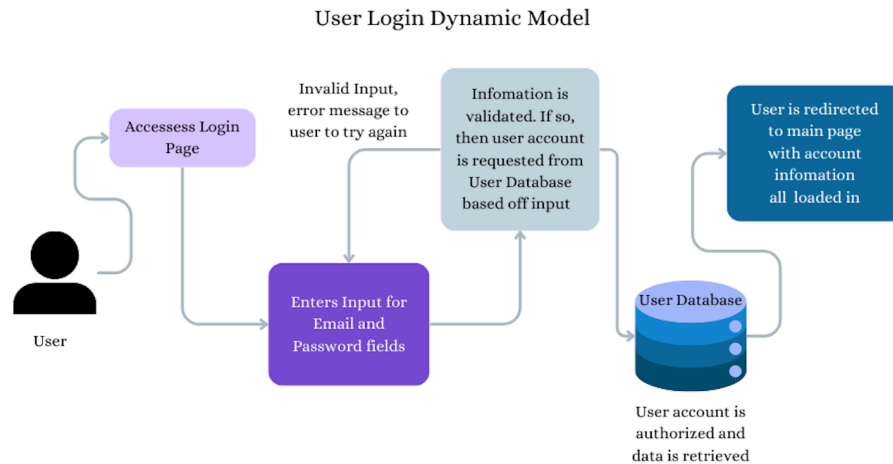 User Login Dynamic Model
Accessess Login
Page
User
Invalid Input,
error message to
user to try again
Enters Input for
Email and
Password fields
Infomation is
validated. If so,
then user account
is requested from
User Database
based off input
User Database
User account is
authorized and
data is retrieved
User is redirected
to main page
with account
infomation
all loaded in